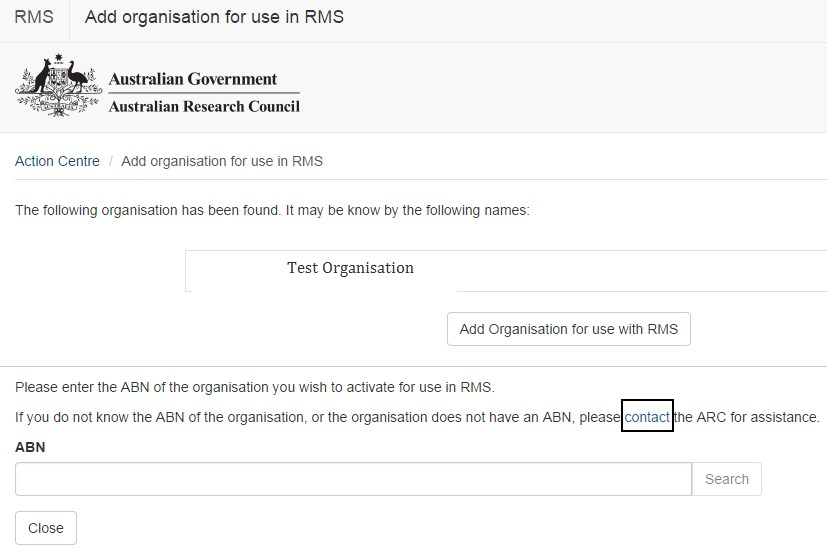 RMS Add organisation for use in RMS
Australian Government
Australian Research Council
Action Centre / Add organisation for use in RMS
The following organisation has been found. It may be know by the following names:
Test Organisation
Add Organisation for use with RMS
Please enter the ABN of the organisation you wish to activate for use in RMS.
If you do not know the ABN of the organisation, or the organisation does not have an ABN, please contact the ARC for assistance.
ABN
Search
Close